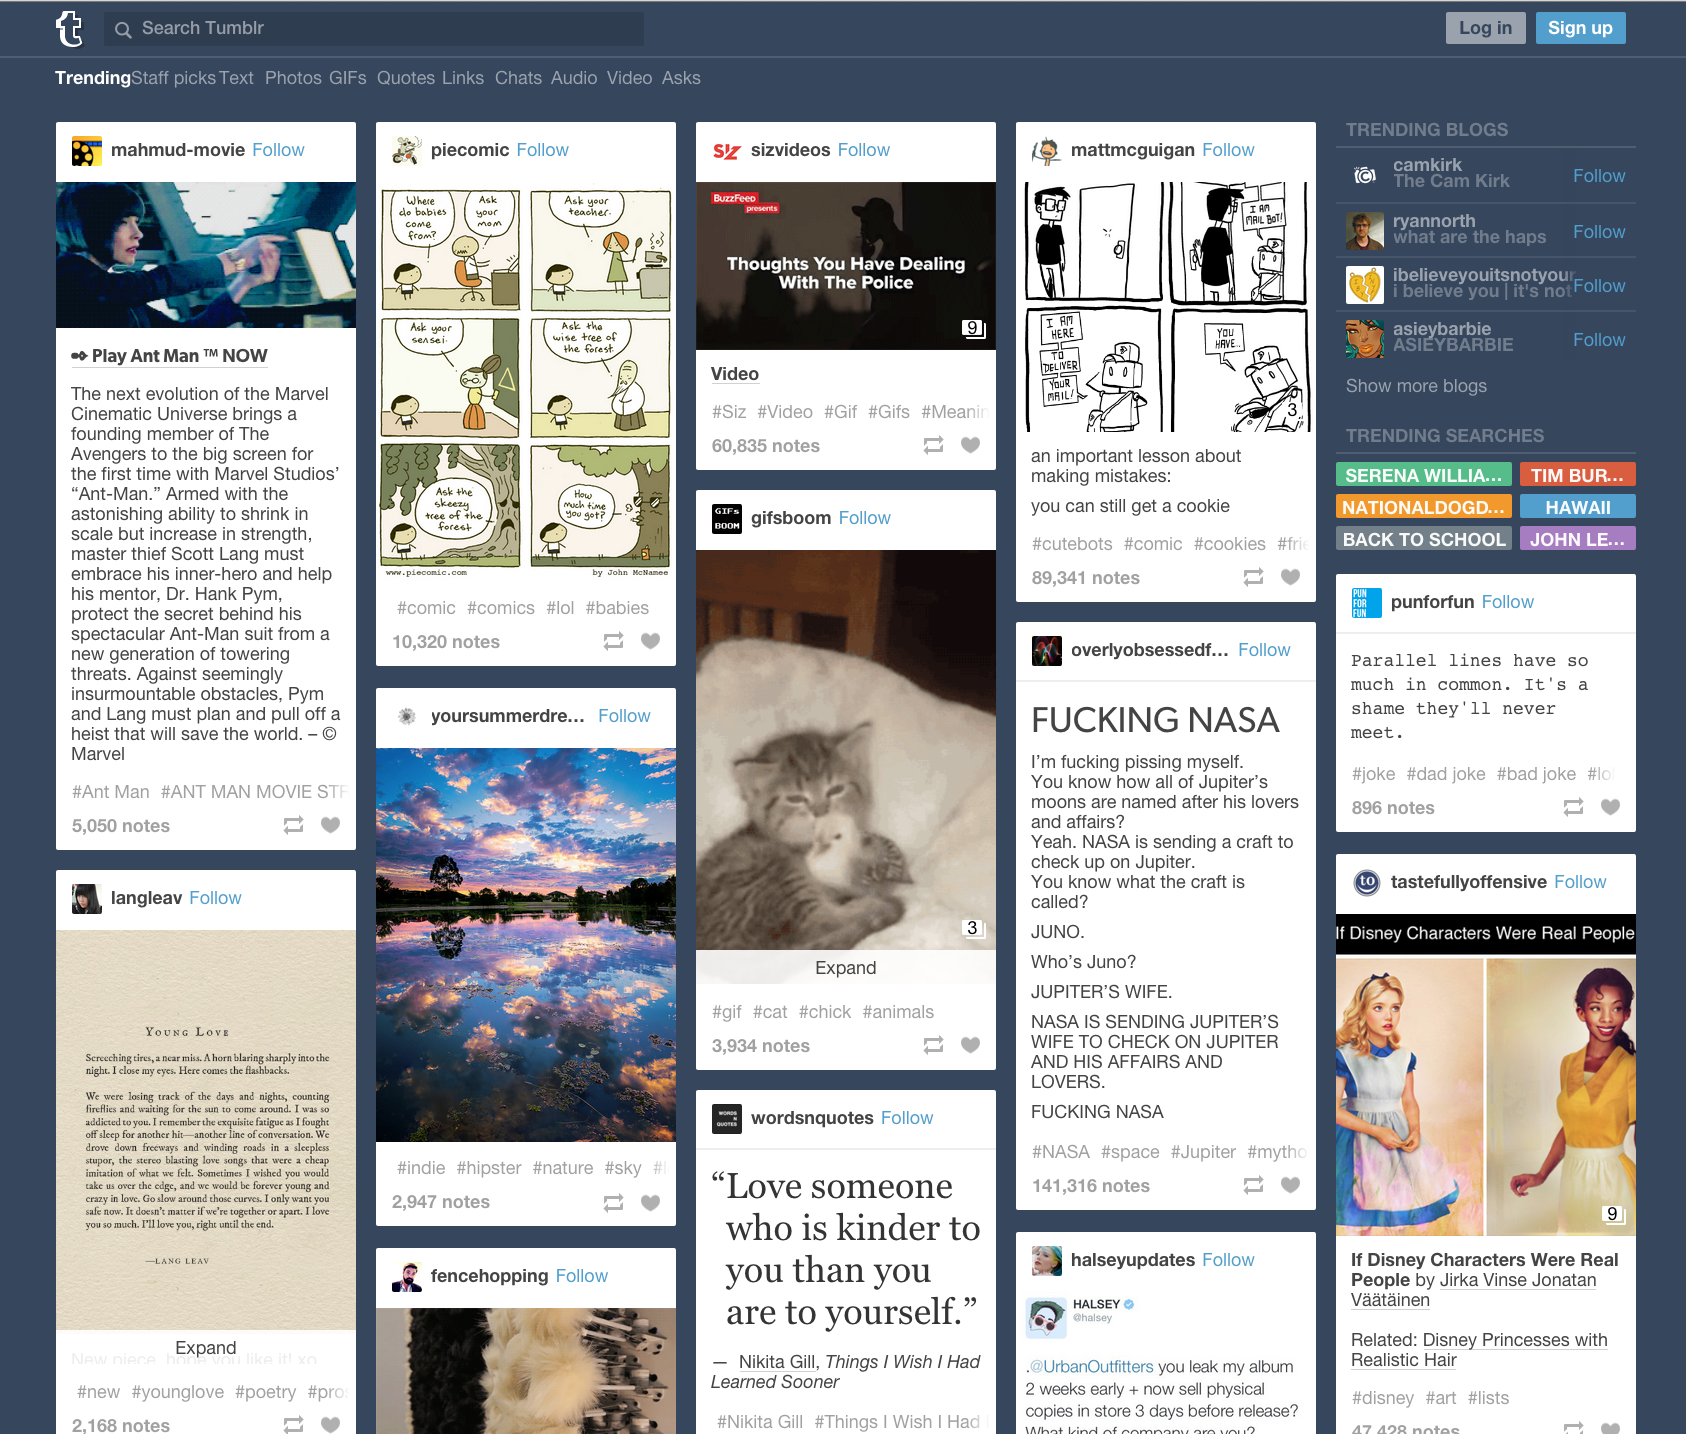 t
Search Tumblr
Log in
Sign up
Trending Staff picks Text Photos GIFs Quotes Links Chats Audio Video Asks
mahmud-movie Follow
➻ Play Ant Man ™ NOW
The next evolution of the Marvel
Cinematic Universe brings a
founding member of The
Avengers to the big screen for
the first time with Marvel Studios’
“Ant-Man.” Armed with the
astonishing ability to shrink in
scale but increase in strength,
master thief Scott Lang must
embrace his inner-hero and help
his mentor, Dr. Hank Pym,
protect the secret behind his
spectacular Ant-Man suit from a
new generation of towering
threats. Against seemingly
insurmountable obstacles, Pym
and Lang must plan and pull off a
heist that will save the world. – ©
Marvel
#Ant Man #ANT MAN MOVIE STR
5,050 notes
langleav Follow
Young Love
Screeching tires, a near miss. A horn blaring sharply into the
night. I close my eyes. Here comes the flashbacks.
We were losing track of the days and nights, counting
fireflies and waiting for the sun to come around. I was so
addicted to you. I remember the exquisite fatigue as I fought
off sleep for another hit—another line of conversation. We
drove down freeways and winding roads in a sleepless
stupor, the stereo blasting love songs that were a cheap
imitation of what we felt. Sometimes I wished you would
take us over the edge, and we would be forever young and
crazy in love. Go slow around those curves. I only want you
safe now. It doesn't matter if we're together or apart. I love
you so much. I'll love you, right until the end.
—LANG LEAV
Expand
New piece, hope you like it! xo
#new #younglove #poetry #pros
2,168 notes
piecomic Follow
Where
do babies
come
from?
Ask
your
mom
Ask your
teacher.
Ask your
sensei.
Ask the
wise tree of
the forest.
Ask the
skeezy
tree of the
forest
How
much time
you got?
www.piecomic.com
by John McNamee
#comic #comics #lol #babies
10,320 notes
yoursummerdre... Follow
#indie #hipster #nature #sky
2,947 notes
fencehopping Follow
SIZ
sizvideos Follow
BuzzFeed
presents
Thoughts You Have Dealing
With The Police
9
Video
#Siz #Video #Gif #Gifs #Meanin
60,835 notes
GIFs
BOOM
gifsboom Follow
3
Expand
#gif #cat #chick #animals
3,934 notes
WORDS
N
QUOTES
wordsnquotes Follow
“Love someone
who is kinder to
you than you
are to yourself.”
— Nikita Gill, Things I Wish I Had
Learned Sooner
#Nikita Gill #Things I Wish I Had
mattmcguigan Follow
I AM
MAIL BOT!
I AM
HERE
TO
DELIVER
YOUR
MAIL!
YOU
HAVE..
3
an important lesson about
making mistakes:
you can still get a cookie
#cutebots #comic #cookies #frie
89,341 notes
overlyobsessedf... Follow
FUCKING NASA
I’m fucking pissing myself.
You know how all of Jupiter’s
moons are named after his lovers
and affairs?
Yeah. NASA is sending a craft to
check up on Jupiter.
You know what the craft is
called?
JUNO.
Who’s Juno?
JUPITER’S WIFE.
NASA IS SENDING JUPITER’S
WIFE TO CHECK ON JUPITER
AND HIS AFFAIRS AND
LOVERS.
FUCKING NASA
#NASA #space #Jupiter #mytho
141,316 notes
halseyupdates Follow
HALSEY
@halsey
.@UrbanOutfitters you leak my album
2 weeks early + now sell physical
copies in store 3 days before release?
What kind of company are you?
TRENDING BLOGS
camkirk
The Cam Kirk
Follow
ryannorth
what are the haps
Follow
ibelieveyouitsnotyour
i believe you | it's not
Follow
asieybarbie
ASIEYBARBIE
Follow
Show more blogs
TRENDING SEARCHES
SERENA WILLIA... TIM BUR...
NATIONALDOGD... HAWAII
BACK TO SCHOOL JOHN LE...
PUN
FOR
FUN
punforfun Follow
Parallel lines have so
much in common. It's a
shame they'll never
meet.
#joke #dad joke #bad joke #lo
896 notes
to
tastefullyoffensive Follow
If Disney Characters Were Real People
9
If Disney Characters Were Real
People by Jirka Vinse Jonatan
Väätäinen
Related: Disney Princesses with
Realistic Hair
#disney #art #lists
47,428 notes